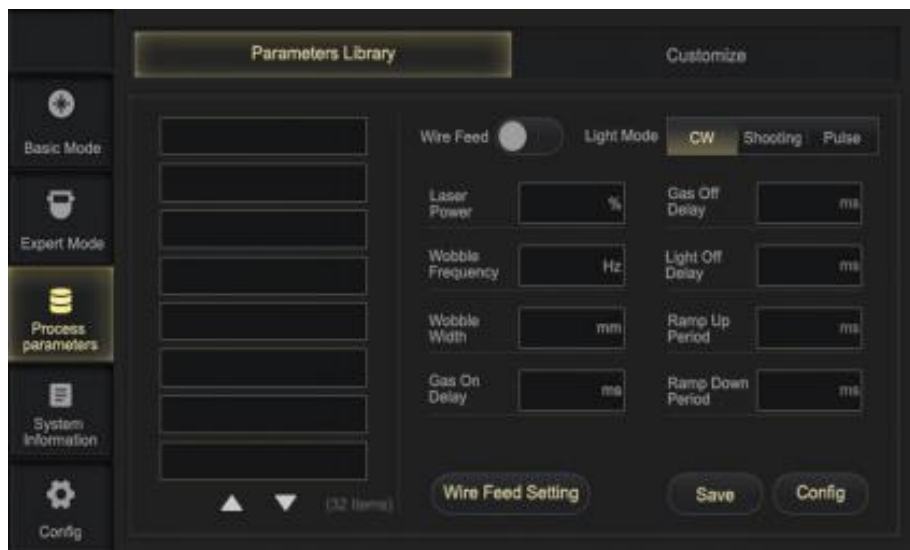 Parameters Library
Customize
Basic Mode
Expert Mode
Process
parameters
System
Information
Config
(32 Items)
Wire Feed
Light Mode
CW
Shooting
Pulse
Laser
Power
%
Gas Off
Delay
ms
Wobble
Frequency
Hz
Light Off
Delay
ms
Wobble
Width
mm
Ramp Up
Period
ms
Gas On
Delay
ms
Ramp Down
Period
ms
Wire Feed Setting
Save
Config